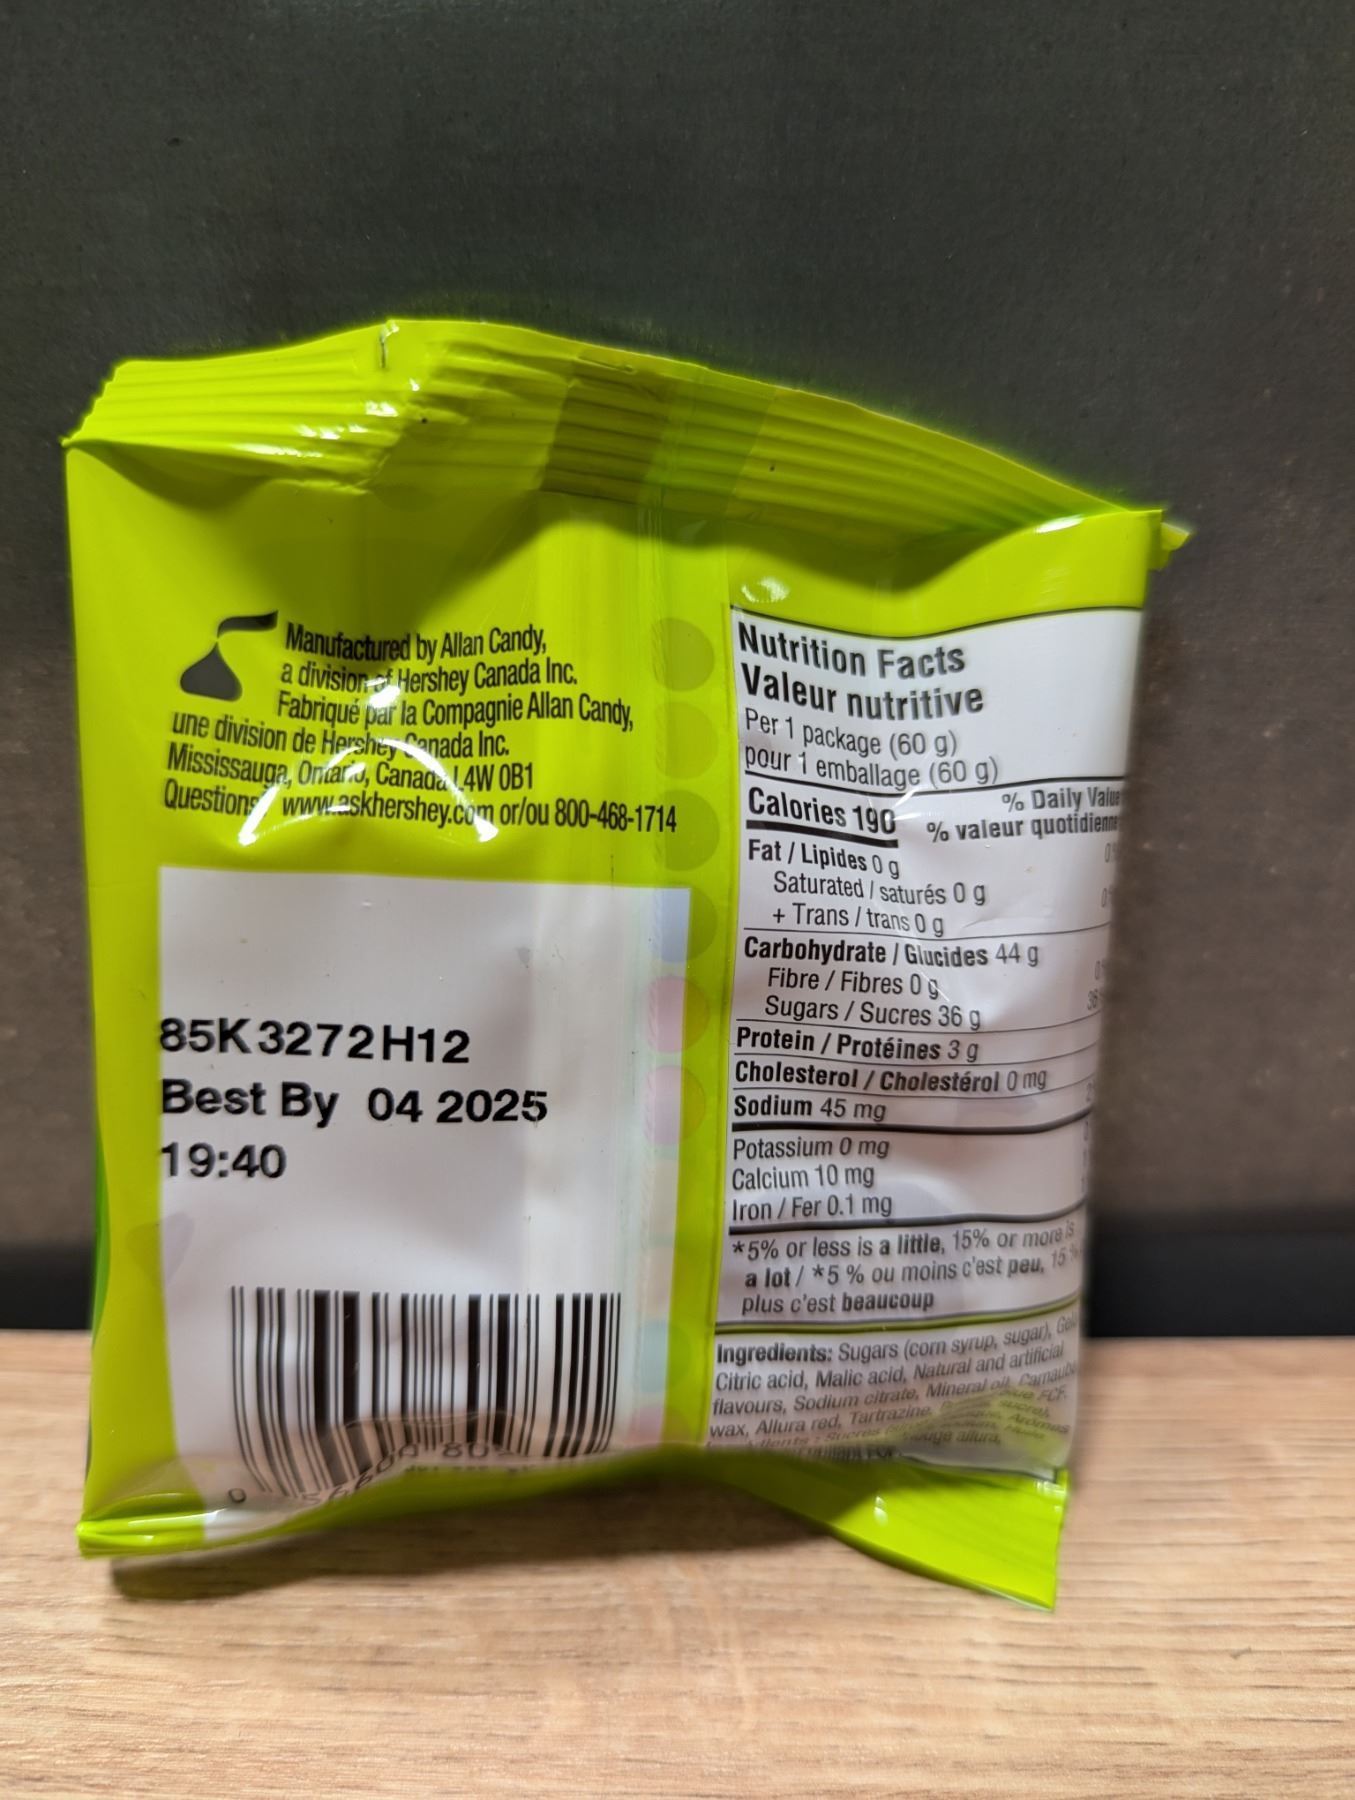 Manufactured by Allan Candy,
a division of Hershey Canada Inc.
Fabriqué par la Compagnie Allan Candy,
une division de Hershey Canada Inc.
Mississauga, Ontario, Canada L4W 0B1
Questions? www.askhershey.com or/ou 800-468-1714
85K3272H12
Best By 04 2025
19:40
Nutrition Facts
Valeur nutritive
Per 1 package (60 g)
pour 1 emballage (60 g)
Calories 190
% Daily Value
% valeur quotidienne
Fat / Lipides 0 g
Saturated / saturés 0 g
+ Trans / trans 0 g
Carbohydrate / Glucides 44 g
Fibre / Fibres 0 g
Sugars / Sucres 36 g
Protein / Protéines 3 g
Cholesterol / Cholestérol 0 mg
Sodium 45 mg
Potassium 0 mg
Calcium 10 mg
Iron / Fer 0.1 mg
*5% or less is a little, 15% or more is
a lot / *5 % ou moins c'est peu, 15 %
plus c'est beaucoup
Ingredients: Sugars (corn syrup, sugar),
Citric acid, Malic acid, Natural and artificial
flavours, Sodium citrate, Mineral oil,
wax, Allura red, Tartrazine, FCF.